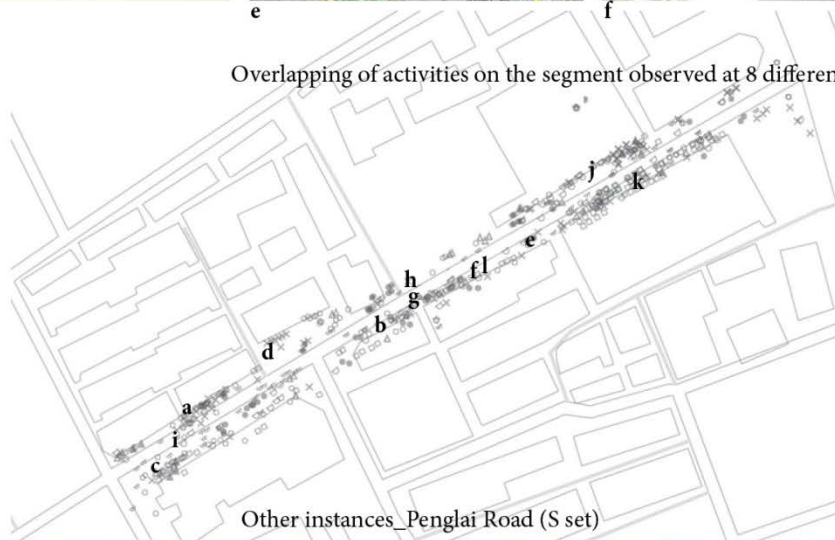 e f
Overlapping of activities on the segment observed at 8 differen
j
k
e
f l
h
g
b
d
a
i
c
Other instances_Penglai Road (S set)